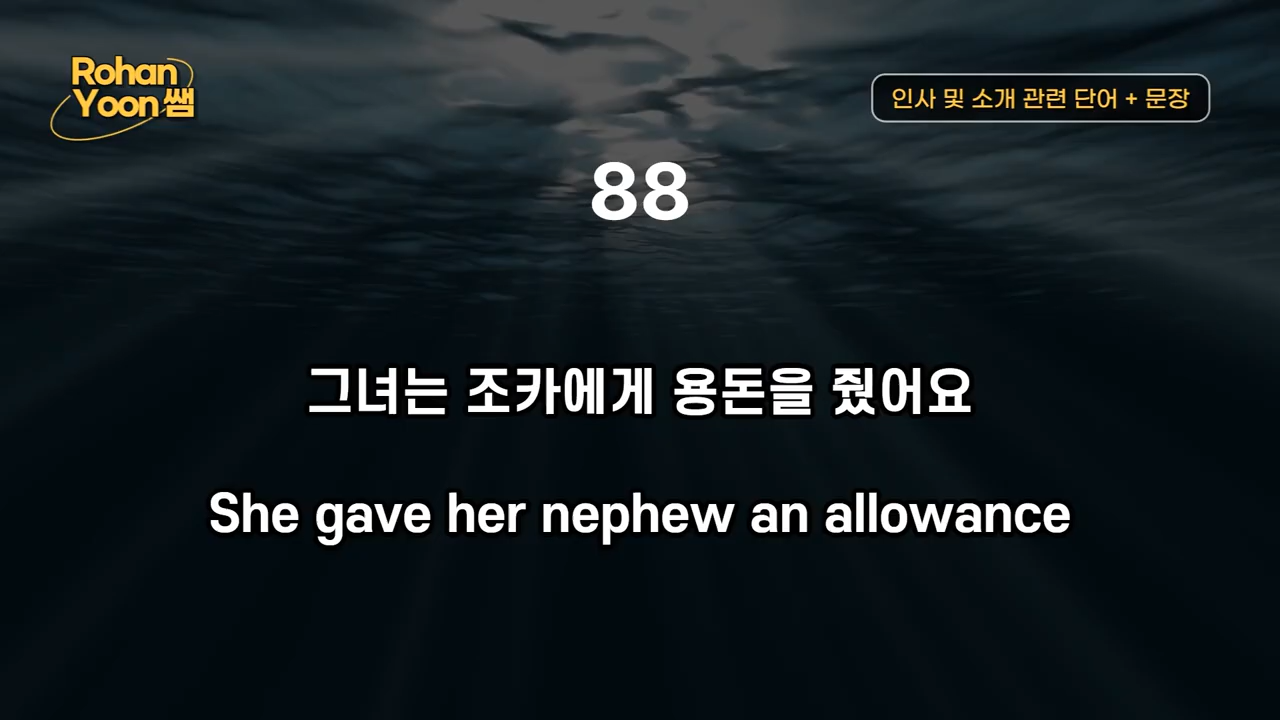 Rohan
Yoon쌤
인사 및 소개 관련 단어 + 문장
88
그녀는 조카에게 용돈을 줬어요
She gave her nephew an allowance